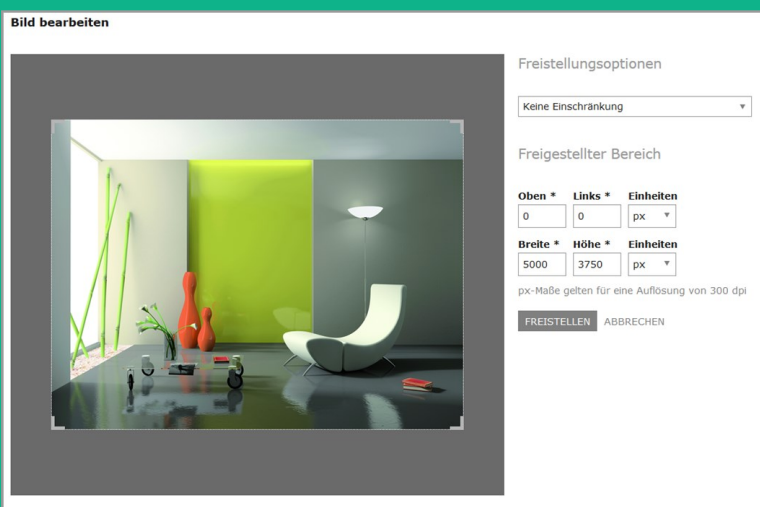 Bild bearbeiten
Freistellungsoptionen
Keine Einschränkung
Freigestellter Bereich
Oben * Links * Einheiten
0 0 px
Breite * Höhe * Einheiten
5000 3750 px
px-Maße gelten für eine Auflösung von 300 dpi
FREISTELLEN ABBRECHEN